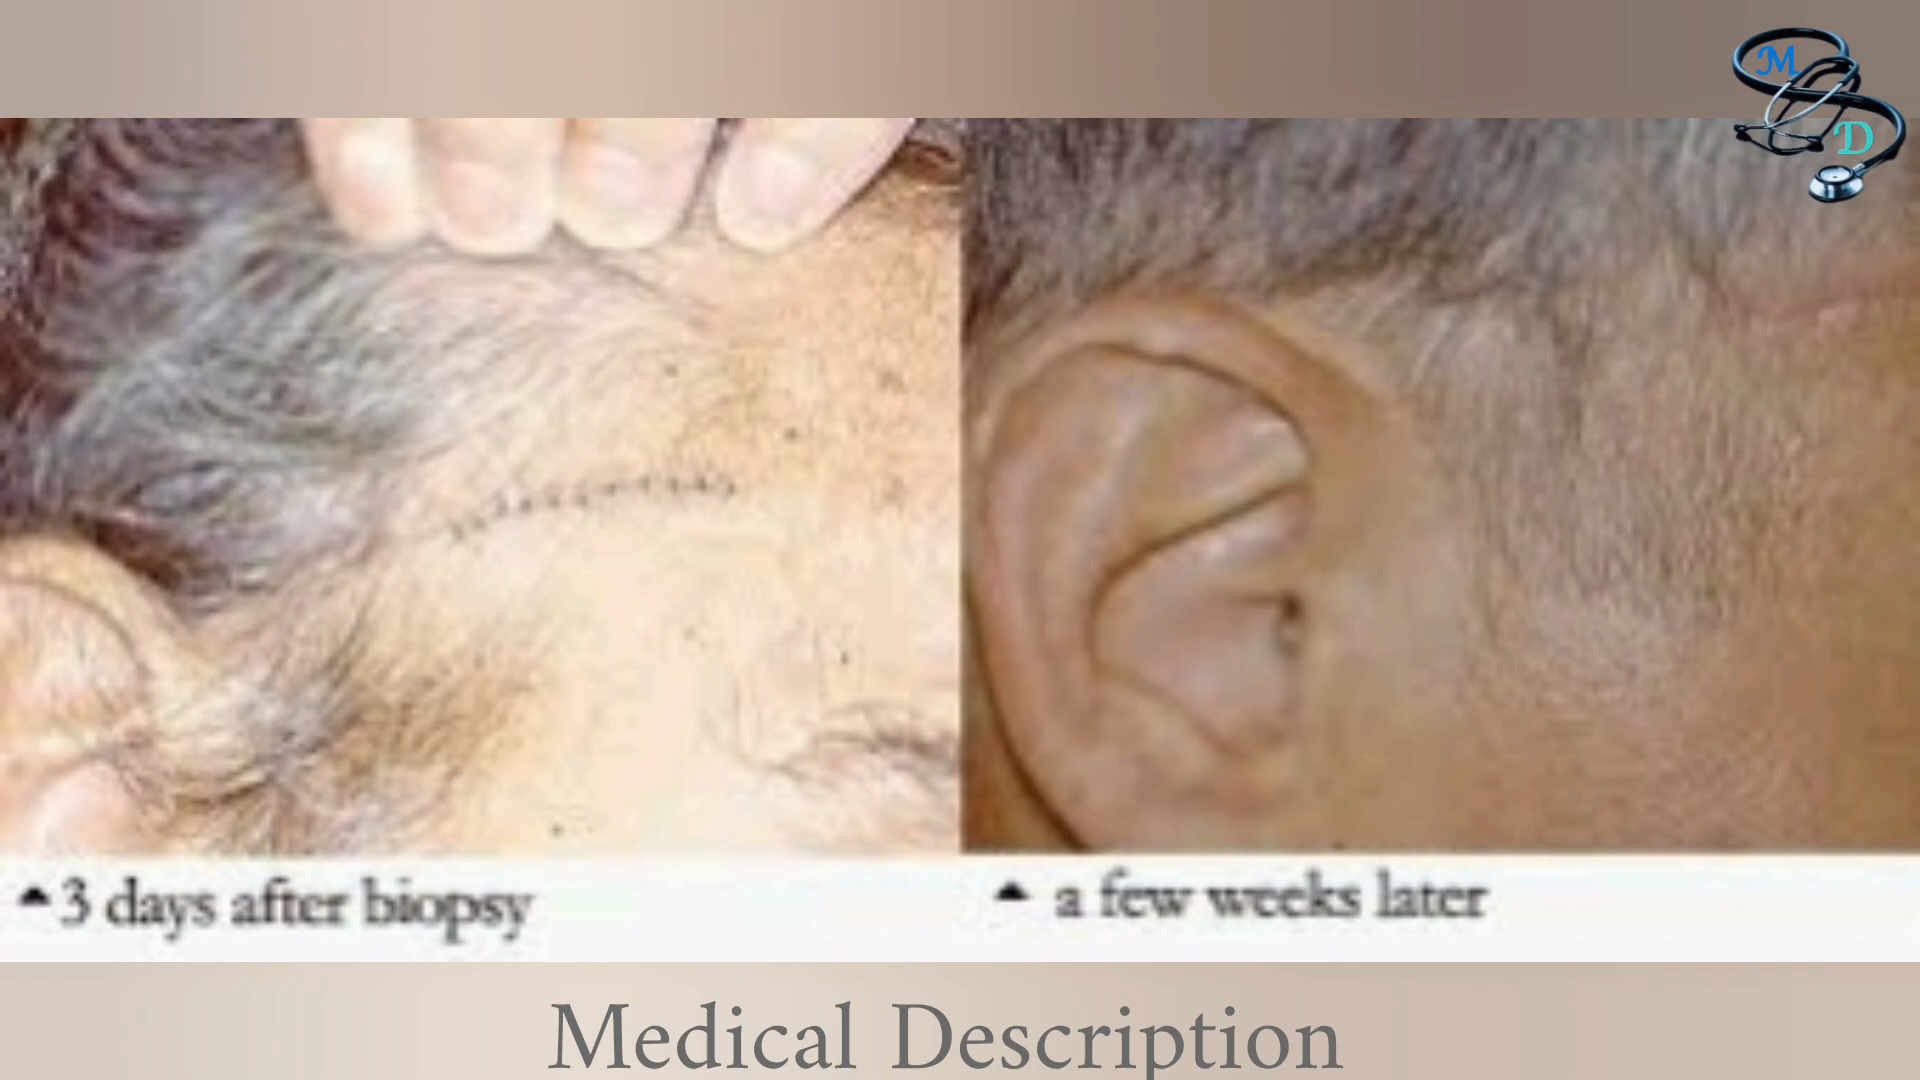 M
D
▲3 days after biopsy
▲ a few weeks later
Medical Description